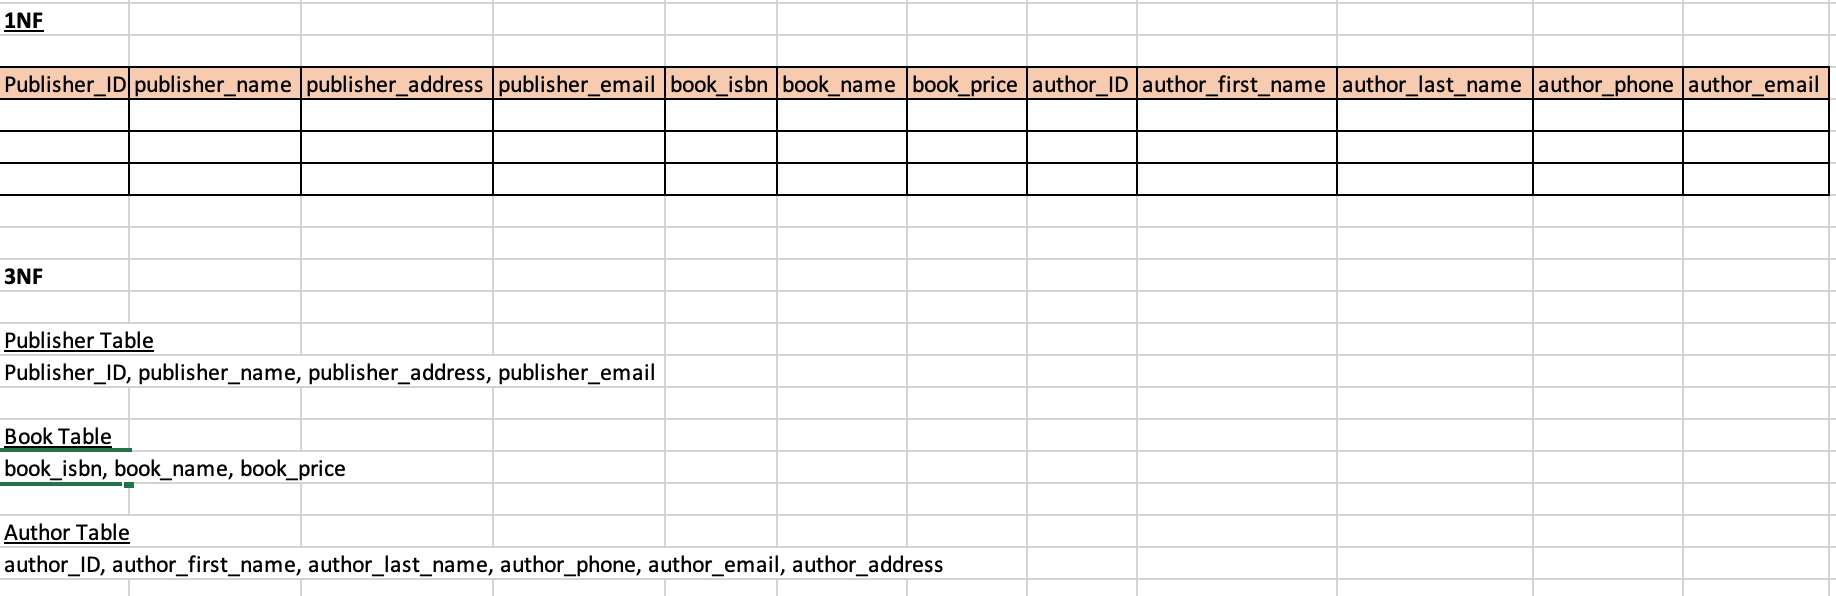 1NF
Publisher_ID publisher_name publisher_address publisher_email book_isbn book_name book_price author_ID author_first_name author_last_name author_phone author_email
3NF
Publisher Table
Publisher_ID, publisher_name, publisher_address, publisher_email
Book Table
book_isbn, book_name, book_price
Author Table
author_ID, author_first_name, author_last_name, author_phone, author_email, author_address